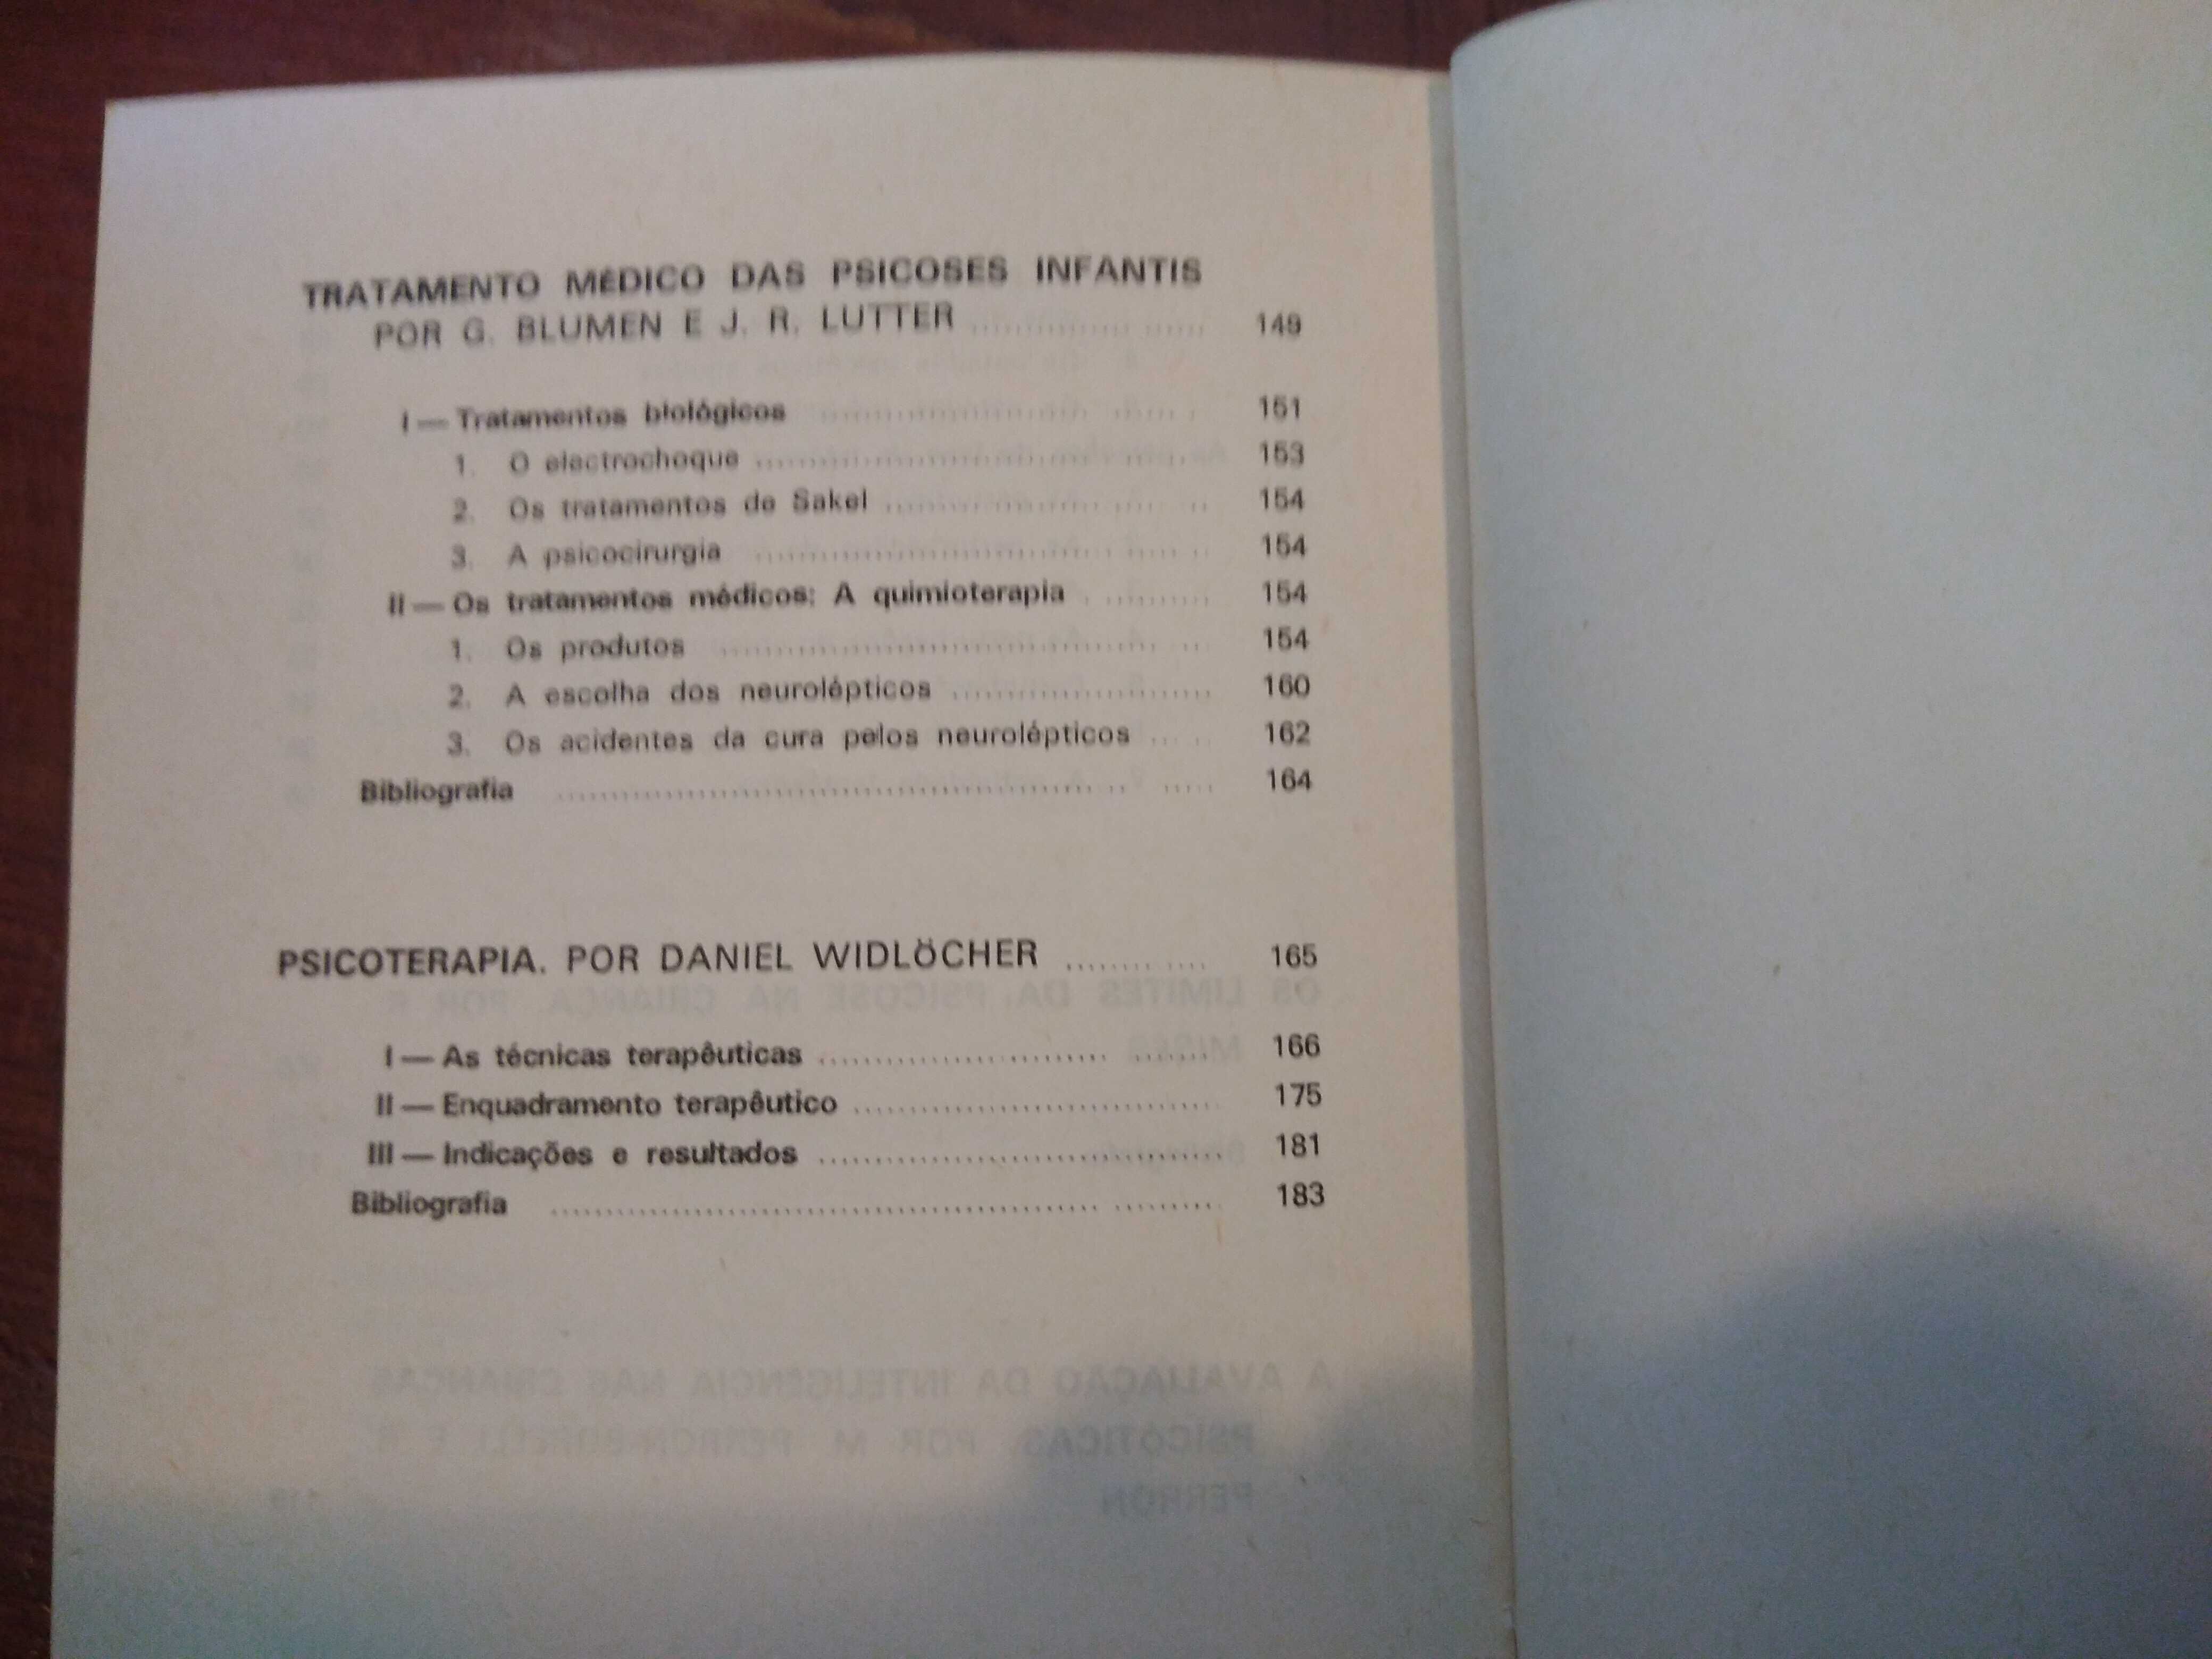 TRATAMENTO MÉDICO DAS PSICOSES INFANTIS
POR G. BLUMEN E J. R. LUTTER ........................ 149
I — Tratamentos biológicos ........................ 151
1. O electrochoque ........................ 153
2. Os tratamentos de Sakel ........................ 154
3. A psicocirurgia ........................ 154
II — Os tratamentos médicos: A quimioterapia ............ 154
1. Os produtos ........................ 154
2. A escolha dos neurolépticos ........................ 160
3. Os acidentes da cura pelos neurolépticos ..... 162
Bibliografia ........................ 164
PSICOTERAPIA. POR DANIEL WIDLÖCHER ............ 165
I — As técnicas terapêuticas ........................ 166
II — Enquadramento terapêutico ........................ 175
III — Indicações e resultados ........................ 181
Bibliografia ........................ 183